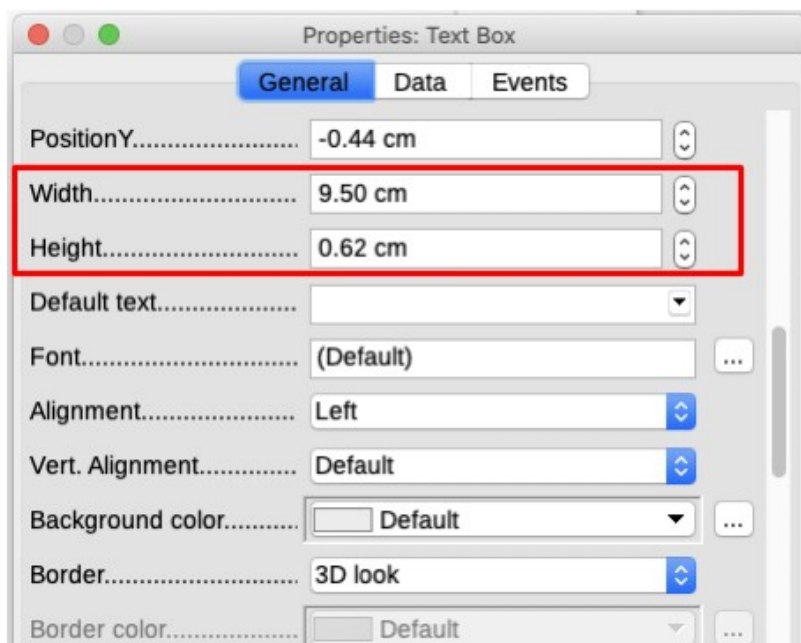 Properties: Text Box
General Data Events
PositionY........................ -0.44 cm
Width............................. 9.50 cm
Height............................ 0.62 cm
Default text....................
Font............................... (Default) ...
Alignment...................... Left
Vert. Alignment.............. Default
Background color........... Default ...
Border............................ 3D look
Border color................... Default ...